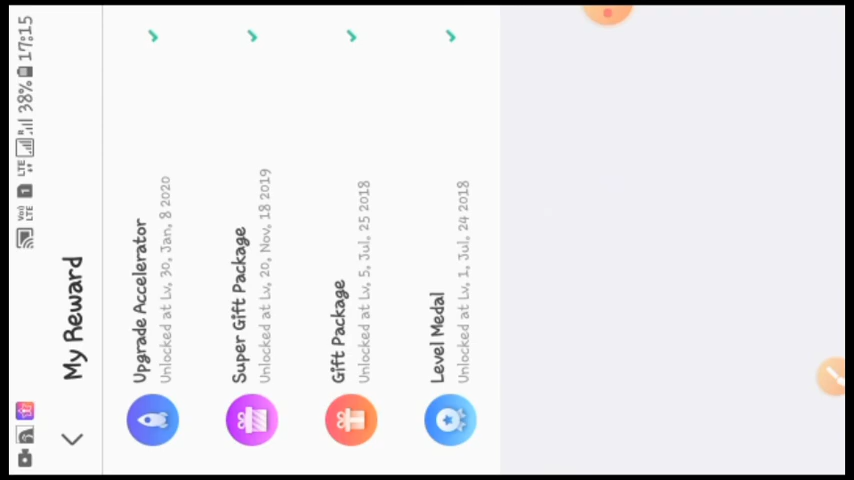 LTE 38% 17:15
My Reward
Upgrade Accelerator
Unlocked at Lv, 30, Jan, 8 2020
Super Gift Package
Unlocked at Lv, 20, Nov, 18 2019
Gift Package
Unlocked at Lv, 5, Jul, 25 2018
Level Medal
Unlocked at Lv, 1, Jul, 24 2018